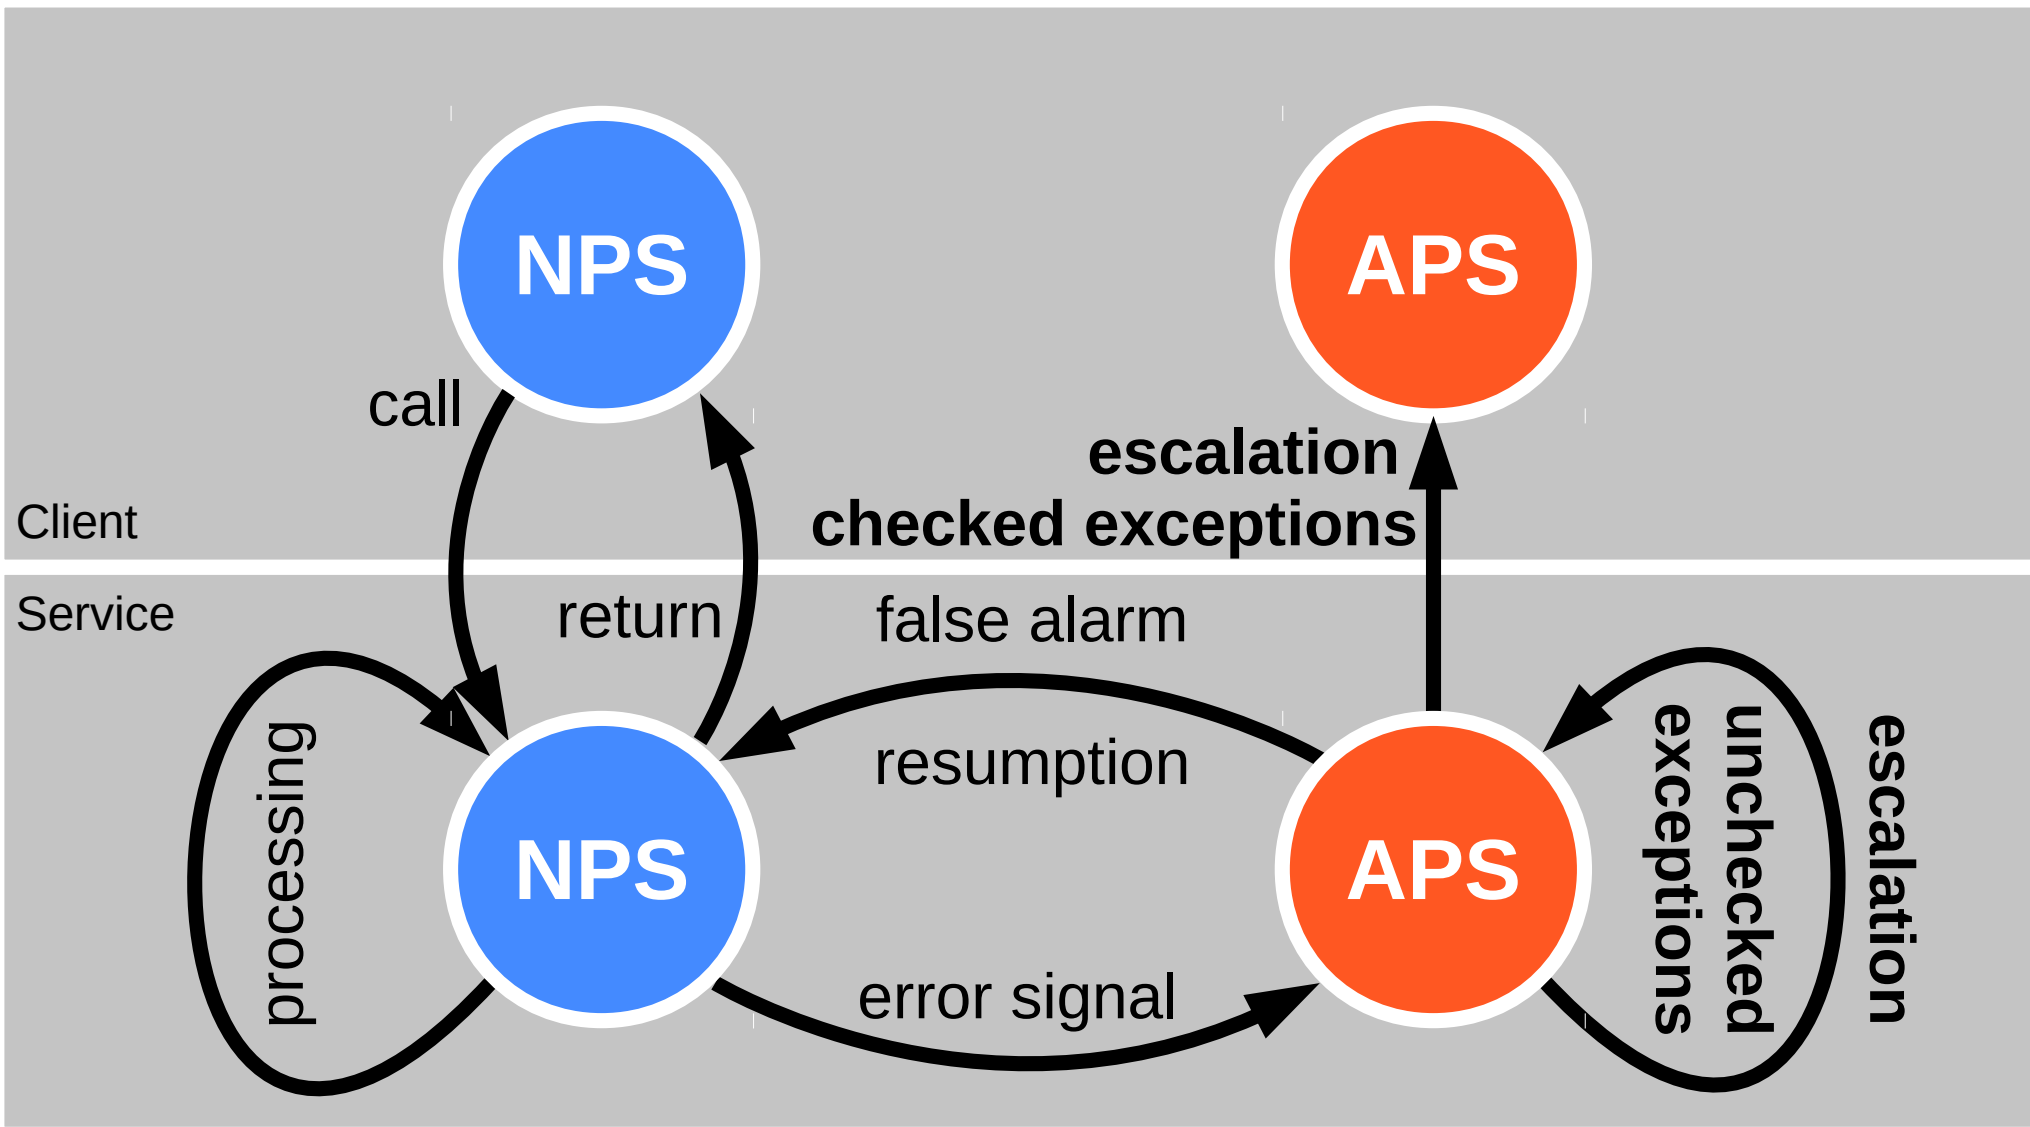 NPS
APS
call
escalation
checked exceptions
Client
Service
return
false alarm
resumption
processing
NPS
APS
unchecked
exceptions
escalation
error signal